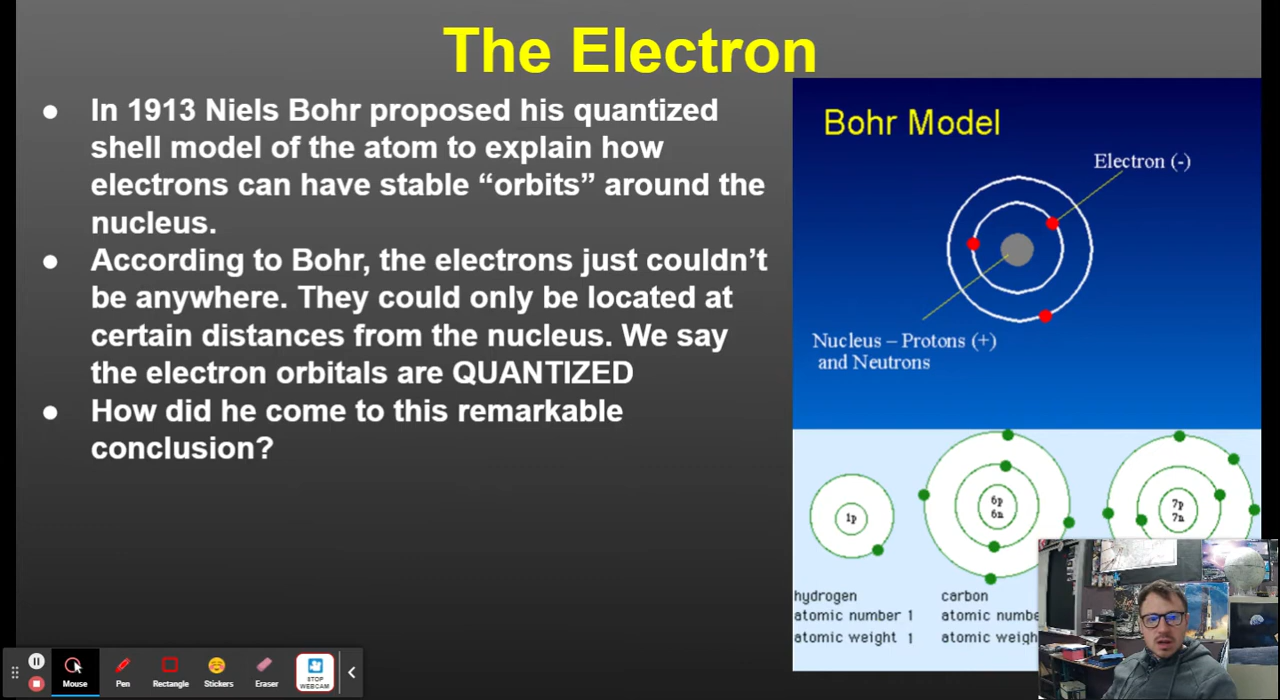 The Electron
● In 1913 Niels Bohr proposed his quantized
shell model of the atom to explain how
electrons can have stable “orbits” around the
nucleus.
● According to Bohr, the electrons just couldn’t
be anywhere. They could only be located at
certain distances from the nucleus. We say
the electron orbitals are QUANTIZED
● How did he come to this remarkable
conclusion?
Bohr Model
Electron (-)
Nucleus – Protons (+)
and Neutrons
1p
6p
6n
7p
7n
hydrogen
atomic number 1
atomic weight 1
carbon
atomic numbe
atomic weigh
Mouse
Pen
Rectangle
Stickers
Eraser
STOP
WEBCAM